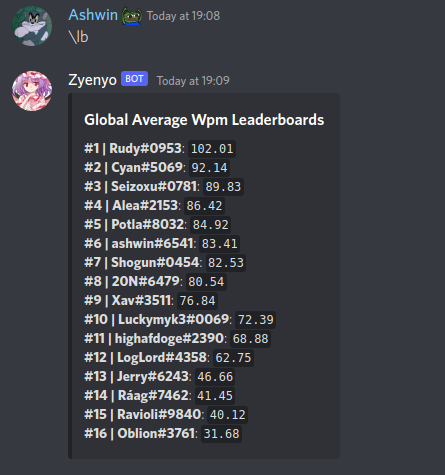 Ashwin Today at 19:08
\lb
Zyenyo BOT Today at 19:09
Global Average Wpm Leaderboards
#1 | Rudy#0953: 102.01
#2 | Cyan#5069: 92.14
#3 | Seizoxu#0781: 89.83
#4 | Alea#2153: 86.42
#5 | Potla#8032: 84.92
#6 | ashwin#6541: 83.41
#7 | Shogun#0454: 82.53
#8 | 20N#6479: 80.54
#9 | Xav#3511: 76.84
#10 | Luckymyk3#0069: 72.39
#11 | highafdoge#2390: 68.88
#12 | LogLord#4358: 62.75
#13 | Jerry#6243: 46.66
#14 | Ráag#7462: 41.45
#15 | Ravioli#9840: 40.12
#16 | Oblion#3761: 31.68